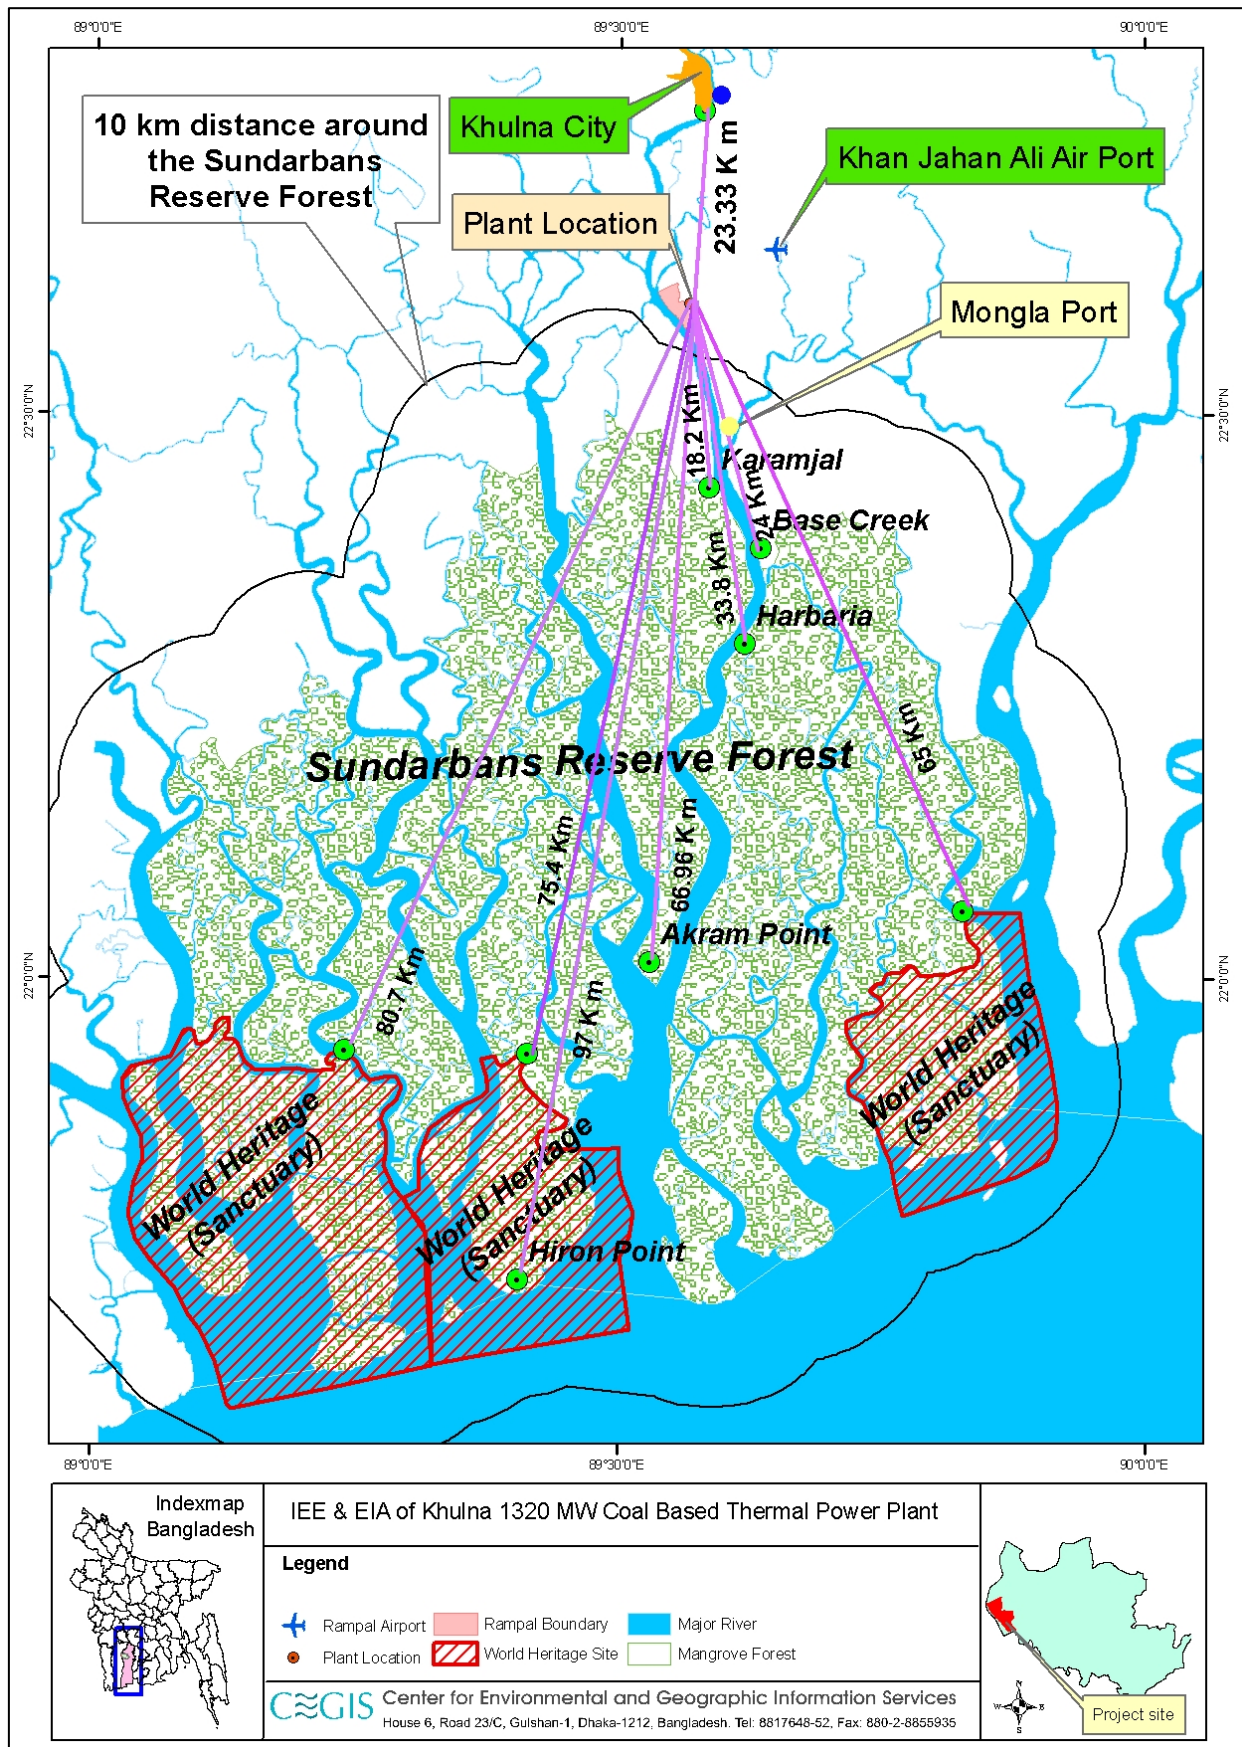 89°0'0"E
89°30'0"E
90°0'0"E
10 km distance around
the Sundarbans
Reserve Forest
Khulna City
23.33 K m
Khan Jahan Ali Air Port
Plant Location
Mongla Port
22°30'0"N
22°30'0"N
18.2 Km
Karamjal
24 Km
Base Creek
33.8 Km
Harbaria
65 Km
Sundarbans Reserve Forest
75.4 Km
66.96 K m
Akram Point
80.7 Km
97 K m
22°0'0"N
22°0'0"N
World Heritage
(Sanctuary)
World Heritage
(Sanctuary)
World Heritage
(Sanctuary)
Hiron Point
89°0'0"E
89°30'0"E
90°0'0"E
Indexmap
Bangladesh
IEE & EIA of Khulna 1320 MW Coal Based Thermal Power Plant
Legend
Rampal Airport
Rampal Boundary
Major River
Plant Location
World Heritage Site
Mangrove Forest
CEGIS Center for Environmental and Geographic Information Services
House 6, Road 23/C, Gulshan-1, Dhaka-1212, Bangladesh. Tel: 8817648-52, Fax: 880-2-8855935
N
W E
S
Project site